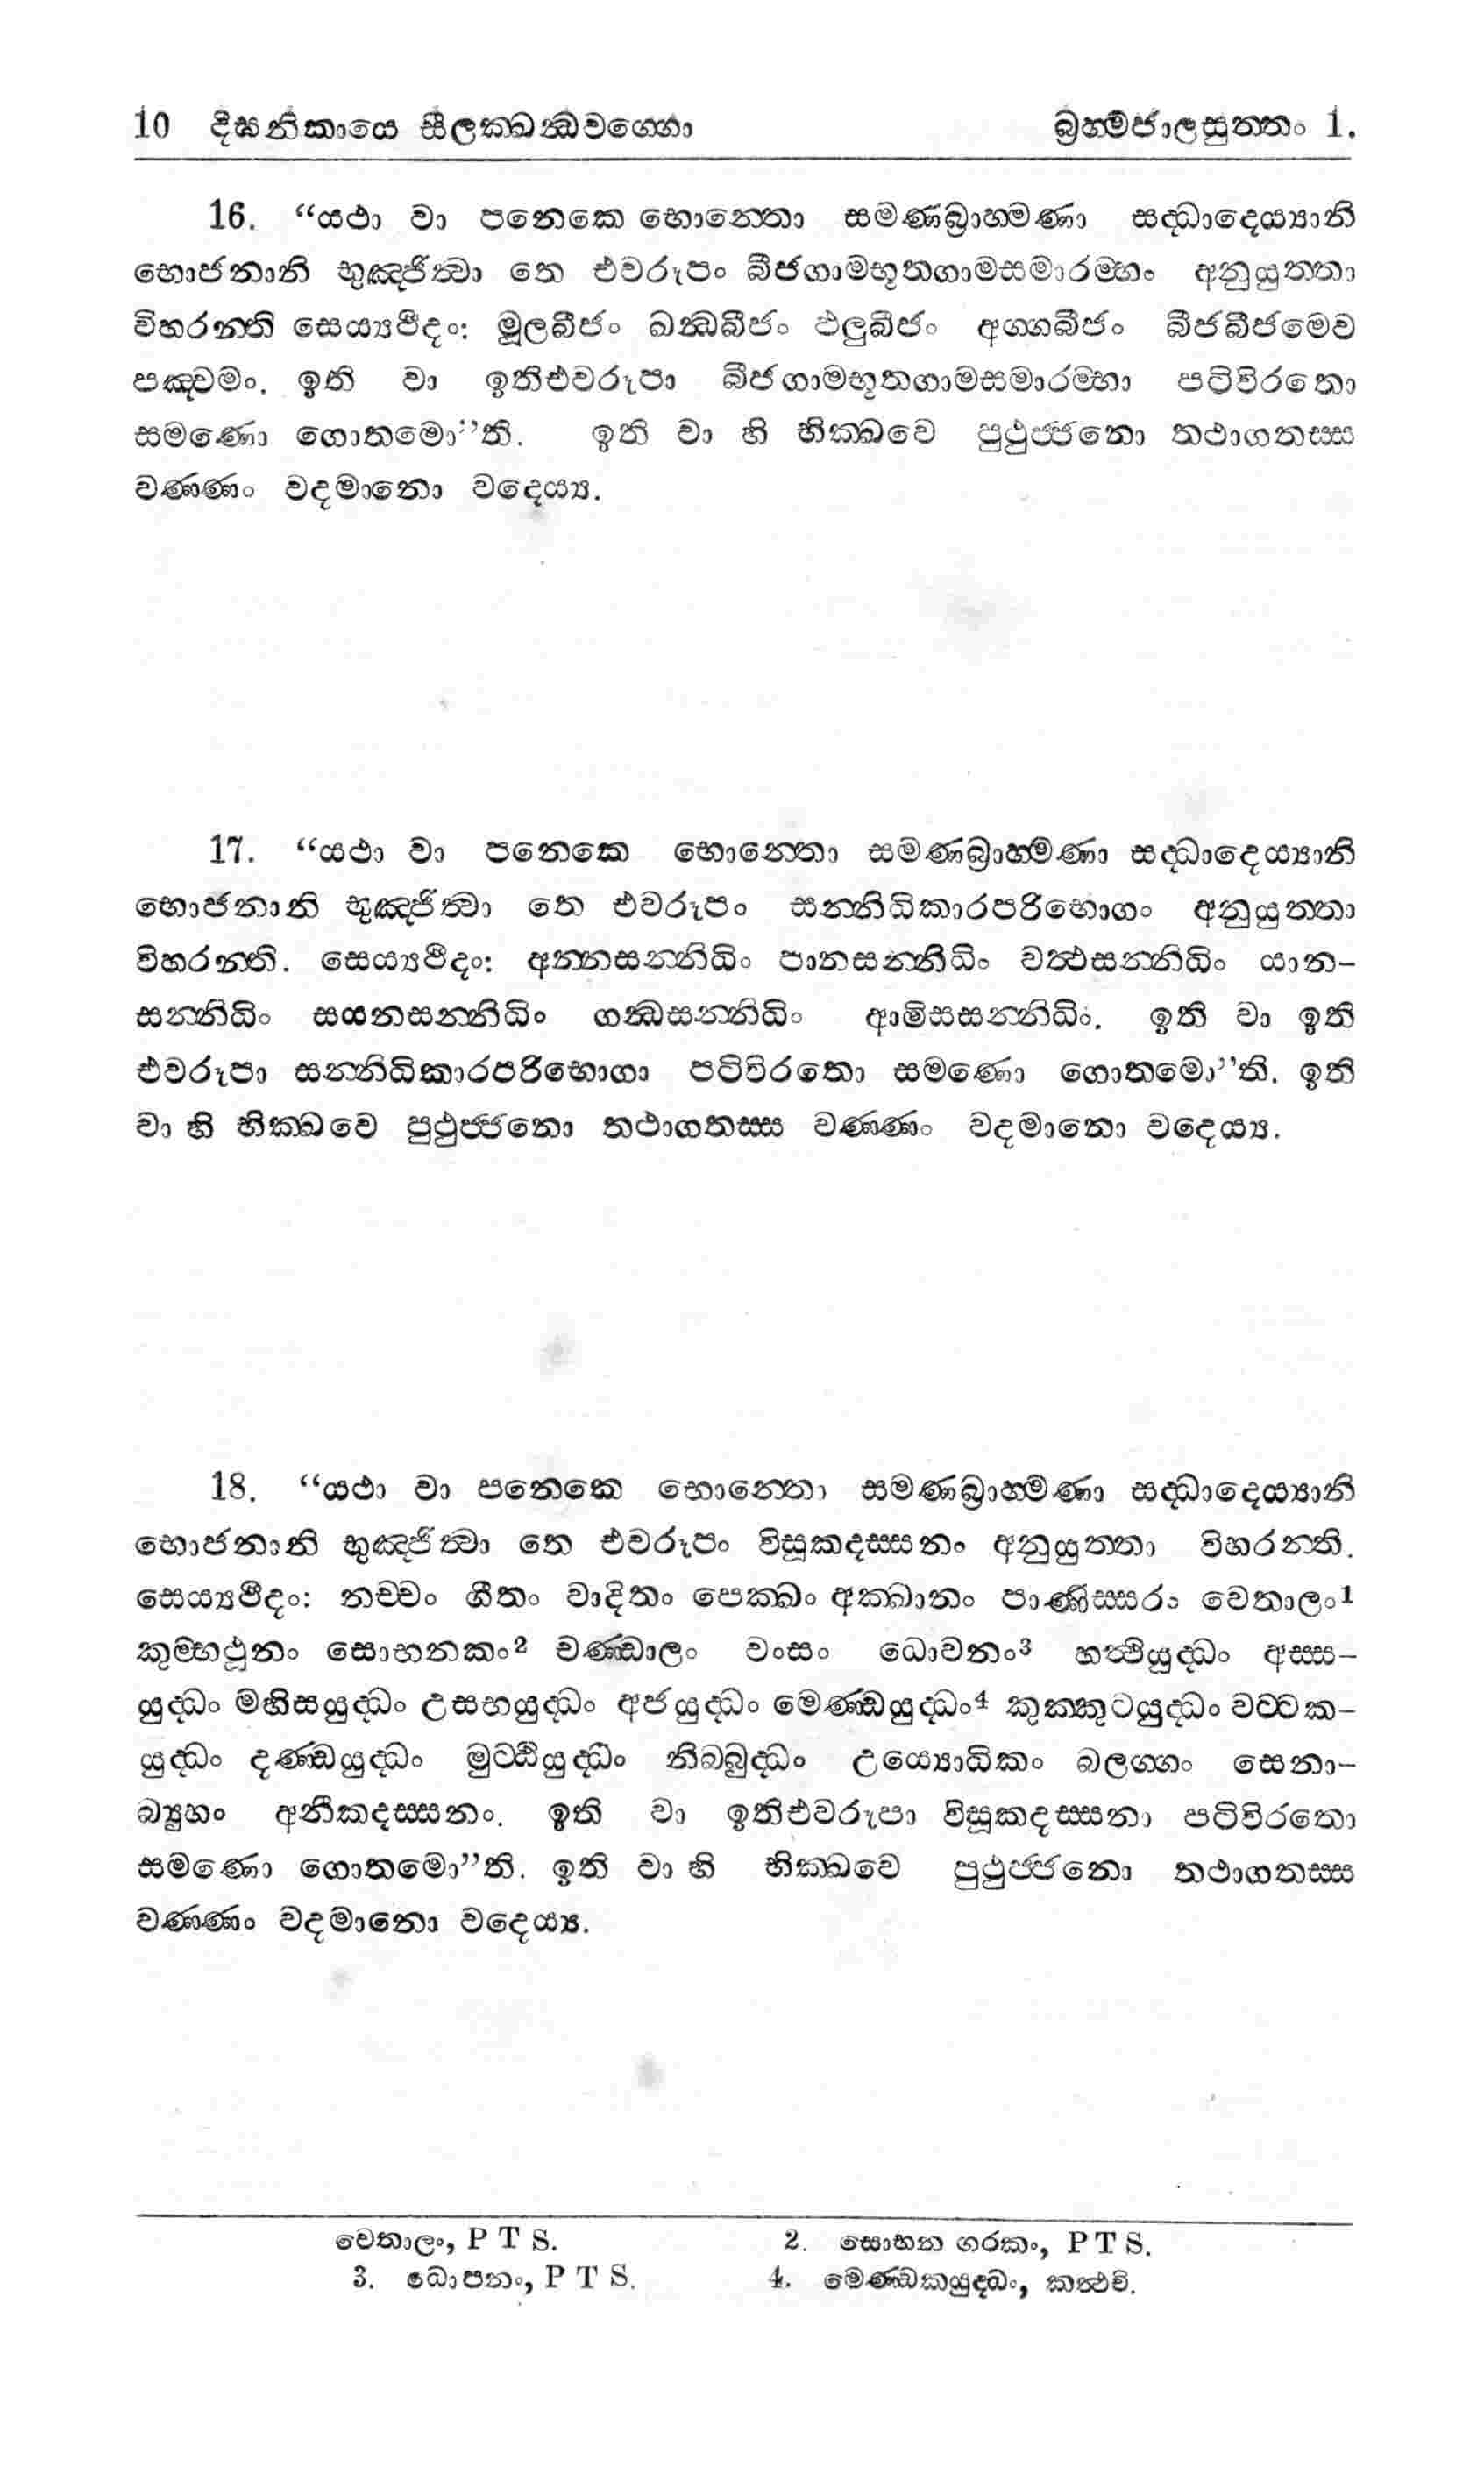 10 දීඝනිකායෙ සීලක්ඛන්ධවග්ගො බ්‍රහ්මජාලසුත්තං 1.
16. “යථා වා පනෙකෙ භොන්තො සමණබ්‍රාහ්මණා සද්ධාදෙය්‍යානි
භොජනානි භුඤ්ජිත්වා තෙ එවරූපං බීජගාමභූතගාමසමාරම්භං අනුයුත්තා
විහරන්ති සෙය්‍යථීදං: මූලබීජං ඛන්ධබීජං ඵලුබීජං අග්ගබීජං බීජබීජමෙව
පඤ්චමං. ඉති වා ඉතිඑවරූපා බීජගාමභූතගාමසමාරම්භා පටිවිරතො
සමණො ගොතමො’’ති. ඉති වා හි භික්ඛවෙ පුථුජ්ජනො තථාගතස්ස
වණ්ණං වදමානො වදෙය්‍ය.
17. “යථා වා පනෙකෙ භොන්තො සමණබ්‍රාහ්මණා සද්ධාදෙය්‍යානි
භොජනානි භුඤ්ජිත්වා තෙ එවරූපං සන්නිධිකාරපරිභොගං අනුයුත්තා
විහරන්ති. සෙය්‍යථීදං: අන්නසන්නිධිං පානසන්නිධිං වත්ථසන්නිධිං යාන-
සන්නිධිං සයනසන්නිධිං ගන්ධසන්නිධිං ආමිසසන්නිධිං. ඉති වා ඉති
එවරූපා සන්නිධිකාරපරිභොගා පටිවිරතො සමණො ගොතමො’’ති. ඉති
වා හි භික්ඛවෙ පුථුජ්ජනො තථාගතස්ස වණ්ණං වදමානො වදෙය්‍ය.
18. “යථා වා පනෙකෙ භොන්තො සමණබ්‍රාහ්මණා සද්ධාදෙය්‍යානි
භොජනානි භුඤ්ජිත්වා තෙ එවරූපං විසූකදස්සනං අනුයුත්තා විහරන්ති.
සෙය්‍යථීදං: නච්චං ගීතං වාදිතං පෙක්ඛං අක්ඛානං පාණිස්සරං වෙතාලං¹
කුම්භථූනං සොභනකං² චණ්ඩාලං වංසං ධොවනං³ හත්ථියුද්ධං අස්ස-
යුද්ධං මහිසයුද්ධං උසභයුද්ධං අජයුද්ධං මෙණ්ඩයුද්ධං⁴ කුක්කුටයුද්ධං වට්ටක-
යුද්ධං දණ්ඩයුද්ධං මුට්ඨියුද්ධං නිබ්බුද්ධං උය්‍යොධිකං බලග්ගං සෙනා-
බ්‍යූහං අනීකදස්සනං. ඉති වා ඉතිඑවරූපා විසූකදස්සනා පටිවිරතො
සමණො ගොතමො’’ති. ඉති වා හි භික්ඛවෙ පුථුජ්ජනො තථාගතස්ස
වණ්ණං වදමානො වදෙය්‍ය.
වෙතාලං, P T S. 2. සොභන ගරකං, P T S.
3. ධොපනං, P T S. 4. මෙණ්ඩකයුද්ධං, කත්ථචි.